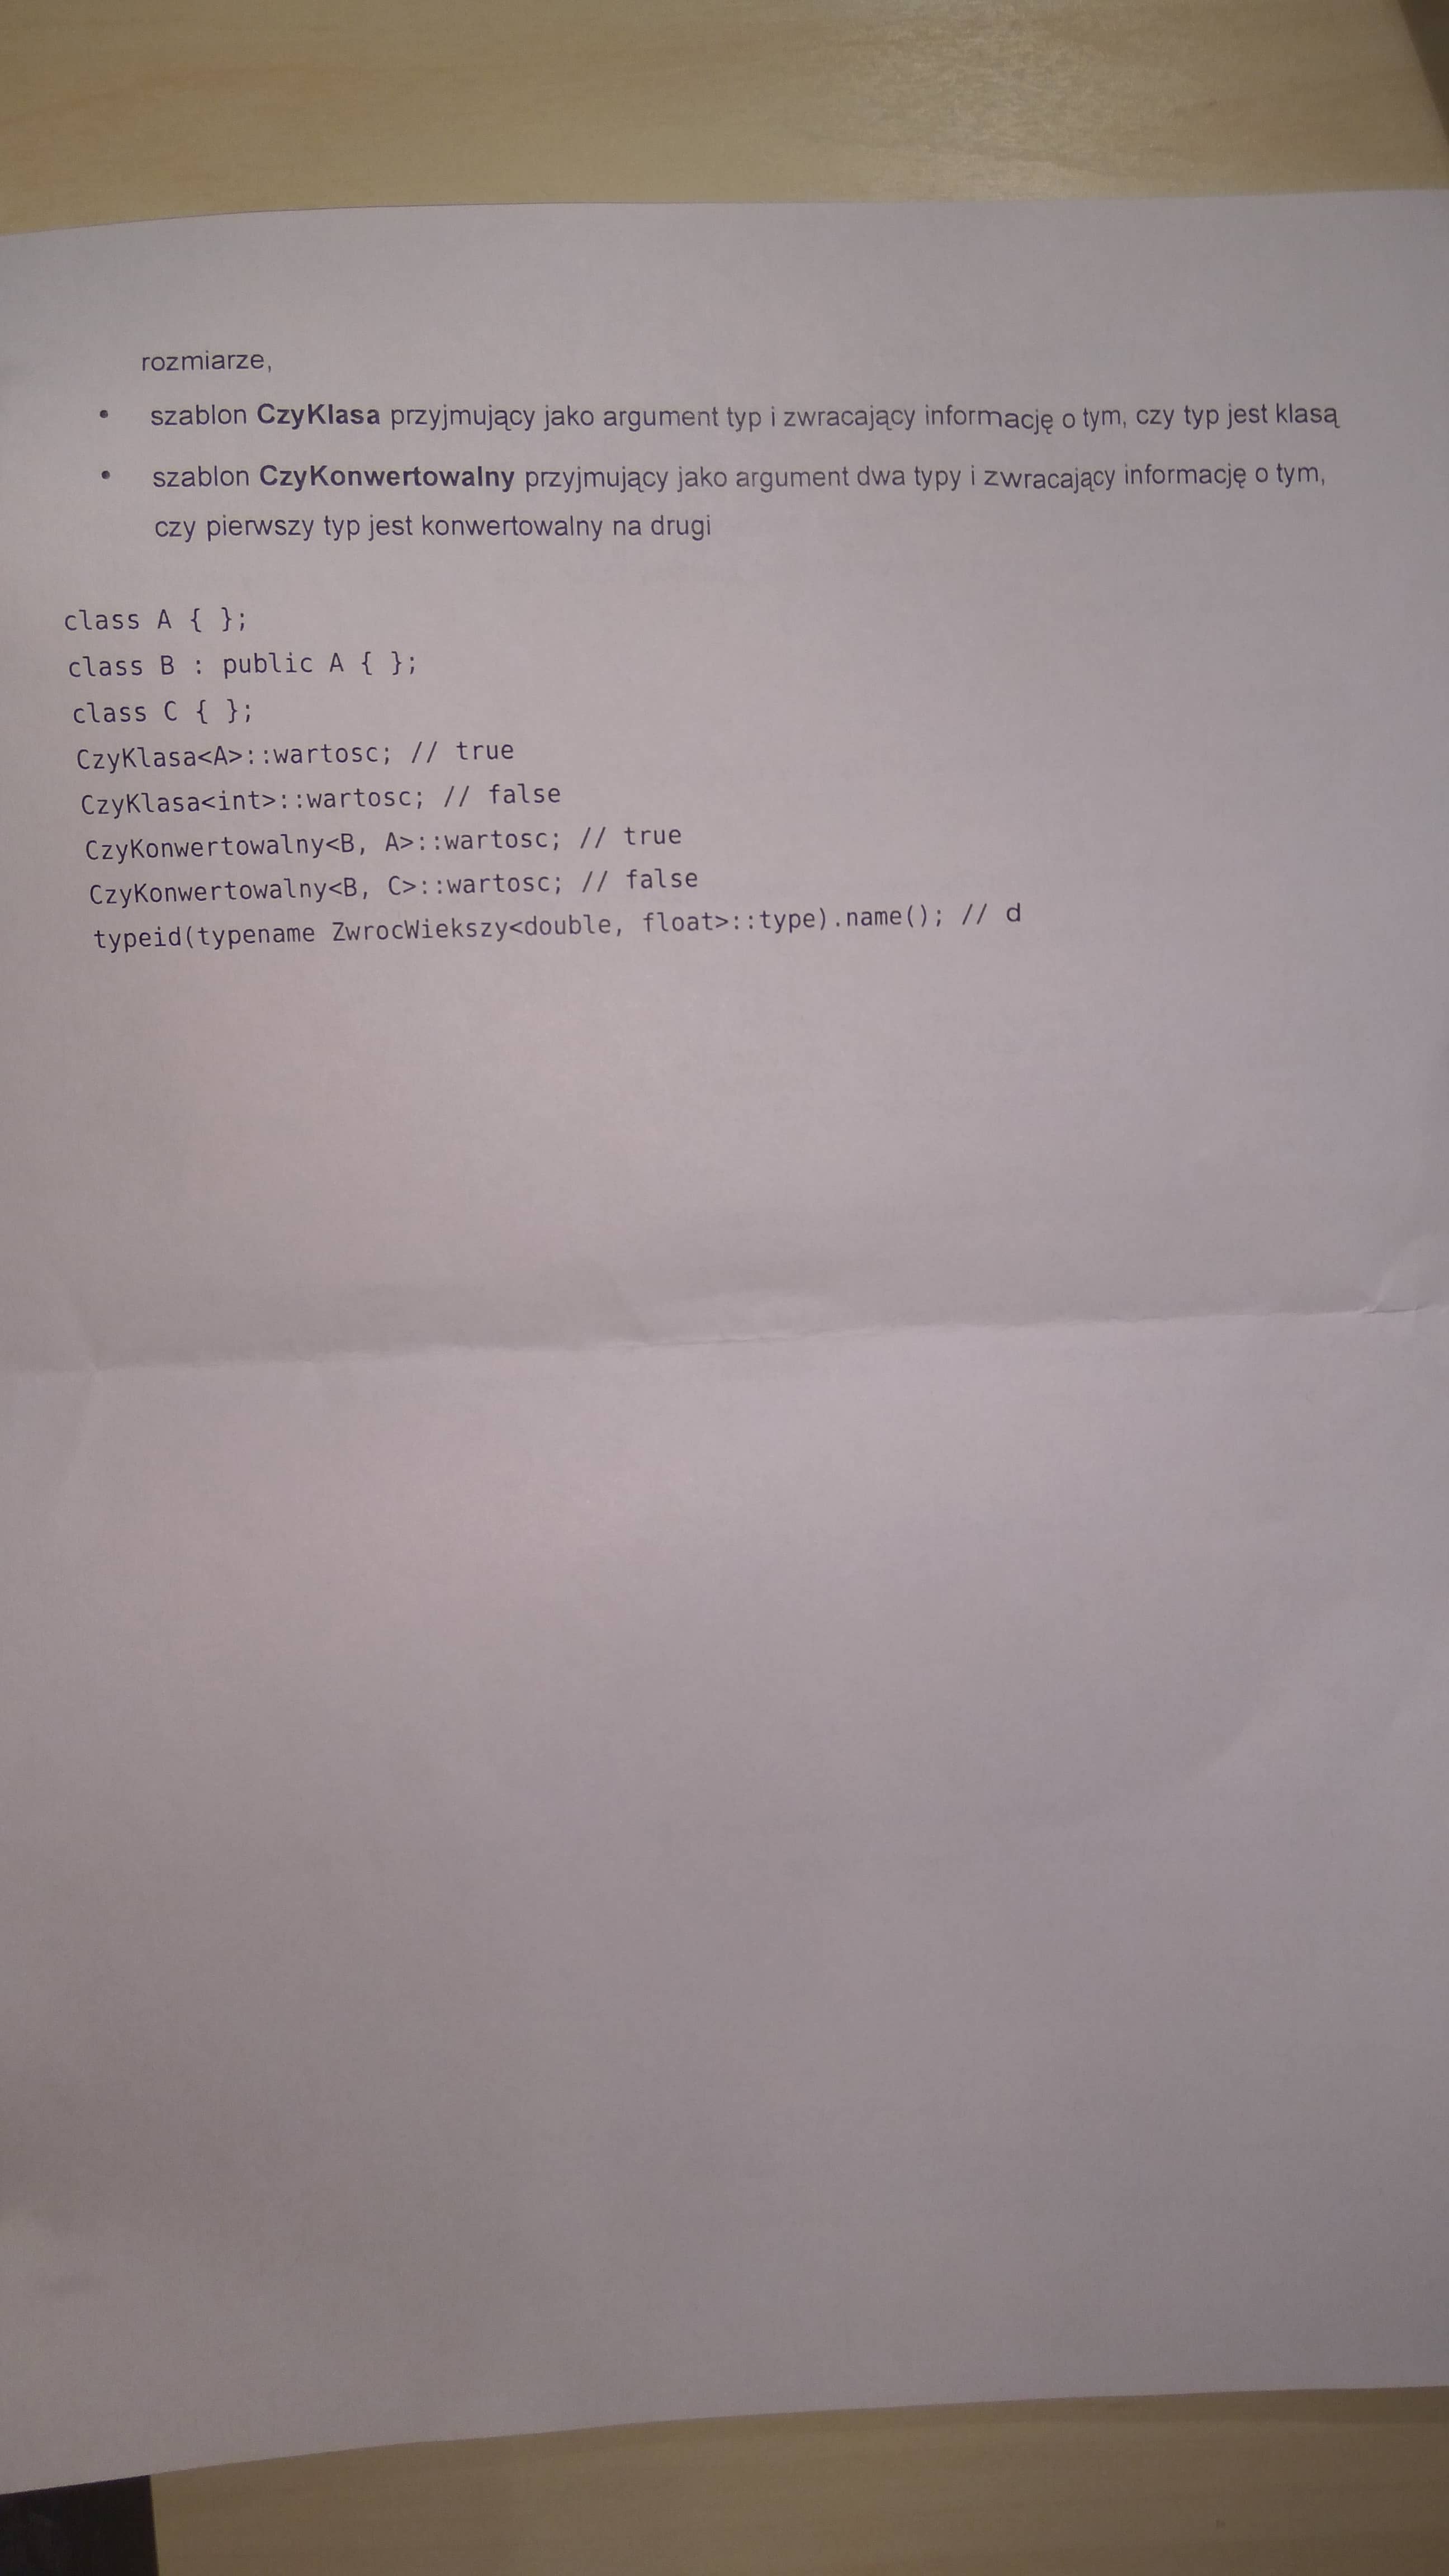 rozmiarze,
• szablon CzyKlasa przyjmujący jako argument typ i zwracający informację o tym, czy typ jest klasą
• szablon CzyKonwertowalny przyjmujący jako argument dwa typy i zwracający informację o tym,
czy pierwszy typ jest konwertowalny na drugi
class A { };
class B : public A { };
class C { };
CzyKlasa<A>::wartosc; // true
CzyKlasa<int>::wartosc; // false
CzyKonwertowalny<B, A>::wartosc; // true
CzyKonwertowalny<B, C>::wartosc; // false
typeid(typename ZwrocWiekszy<double, float>::type).name(); // d